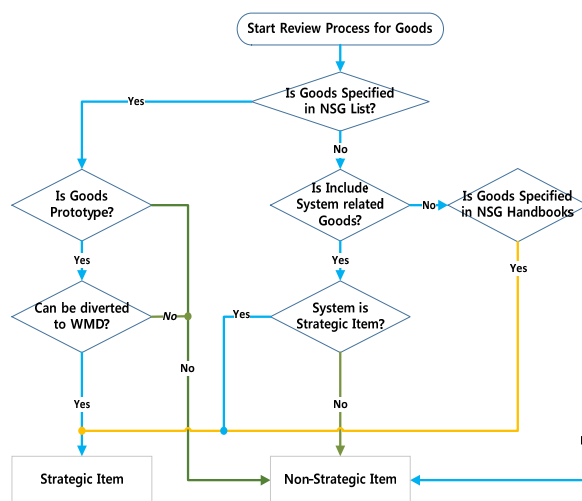 Start Review Process for Goods
Is Goods Specified
in NSG List?
Yes
No
Is Goods
Prototype?
Is Include
System related
Goods?
No
Is Goods Specified
in NSG Handbooks
Yes
Yes
Yes
Can be diverted
to WMD?
No
Yes
System is
Strategic Item?
No
Yes
No
Strategic Item
Non-Strategic Item